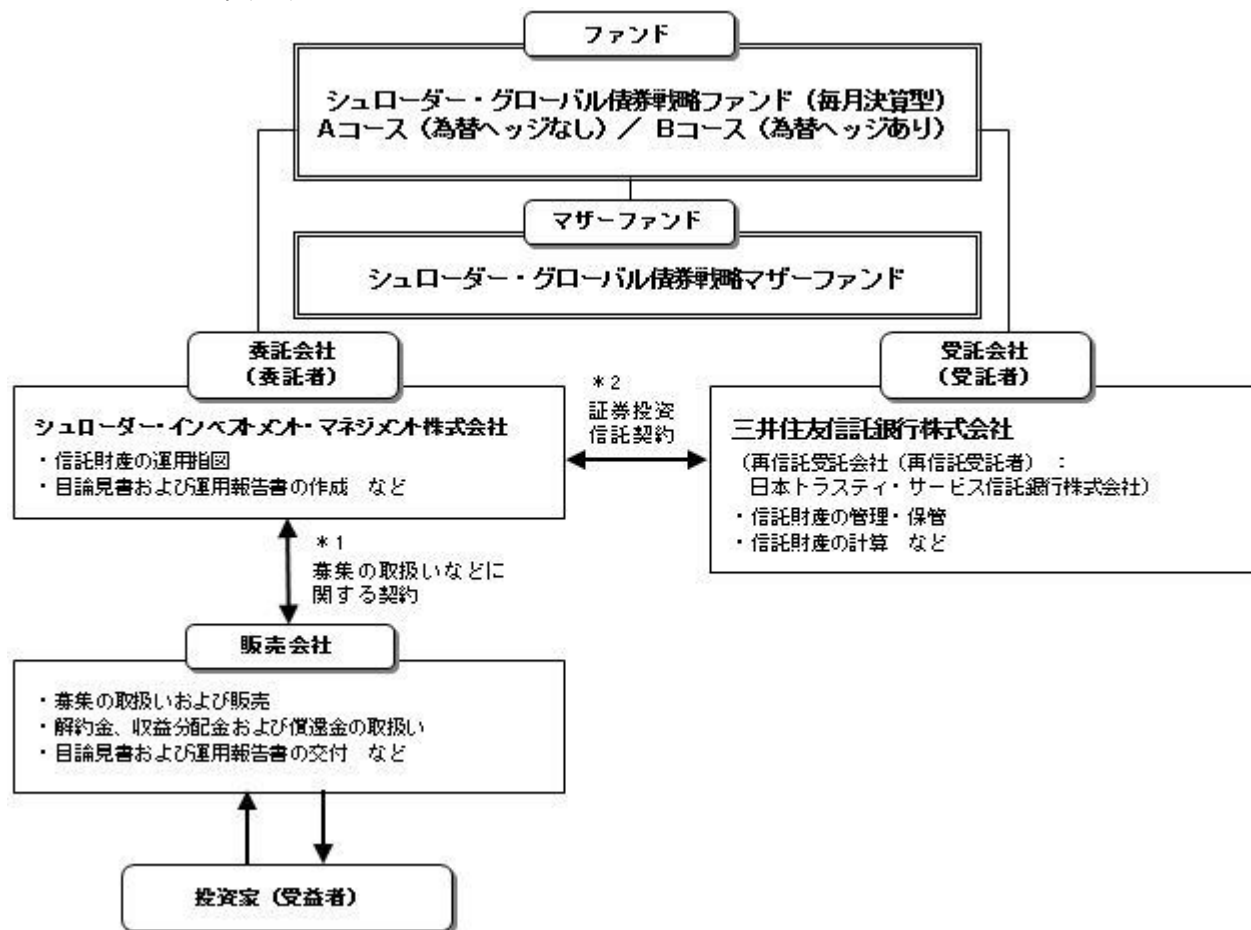 ファンド
シュローダー・グローバル債券戦略ファンド（毎月決算型）
Aコース（為替ヘッジなし）／ Bコース（為替ヘッジあり）
マザーファンド
シュローダー・グローバル債券戦略マザーファンド
委託会社
（委託者）
シュローダー・インベストメント・マネジメント株式会社
・信託財産の運用指図
・目論見書および運用報告書の作成 など
＊2
証券投資
信託契約
受託会社
（受託者）
三井住友信託銀行株式会社
（再信託受託会社（再信託受託者）：
日本トラスティ・サービス信託銀行株式会社）
・信託財産の管理・保管
・信託財産の計算 など
＊1
募集の取扱いなどに
関する契約
販売会社
・募集の取扱いおよび販売
・解約金、収益分配金および償還金の取扱い
・目論見書および運用報告書の交付 など
投資家（受益者）